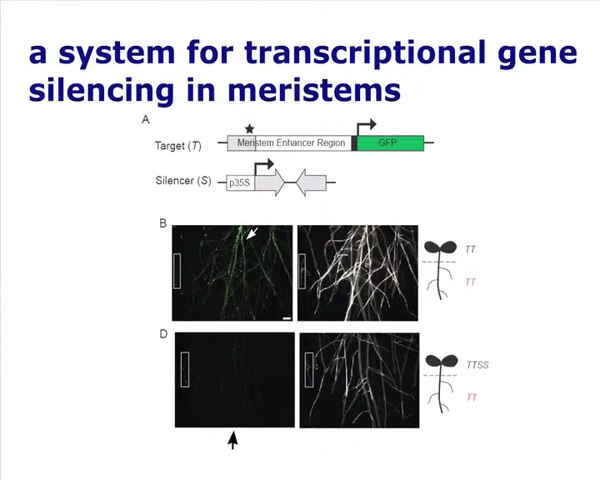 a system for transcriptional gene
silencing in meristems
A
Target (T)
Meristem Enhancer Region
GFP
Silencer (S)
p35S
B
TT
TT
D
TTSS
TT